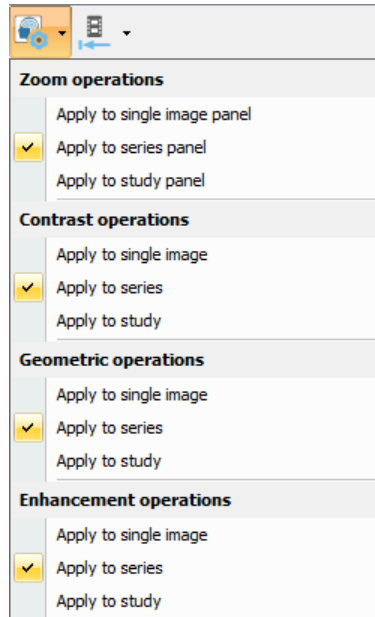 Zoom operations
Apply to single image panel
Apply to series panel
Apply to study panel
Contrast operations
Apply to single image
Apply to series
Apply to study
Geometric operations
Apply to single image
Apply to series
Apply to study
Enhancement operations
Apply to single image
Apply to series
Apply to study